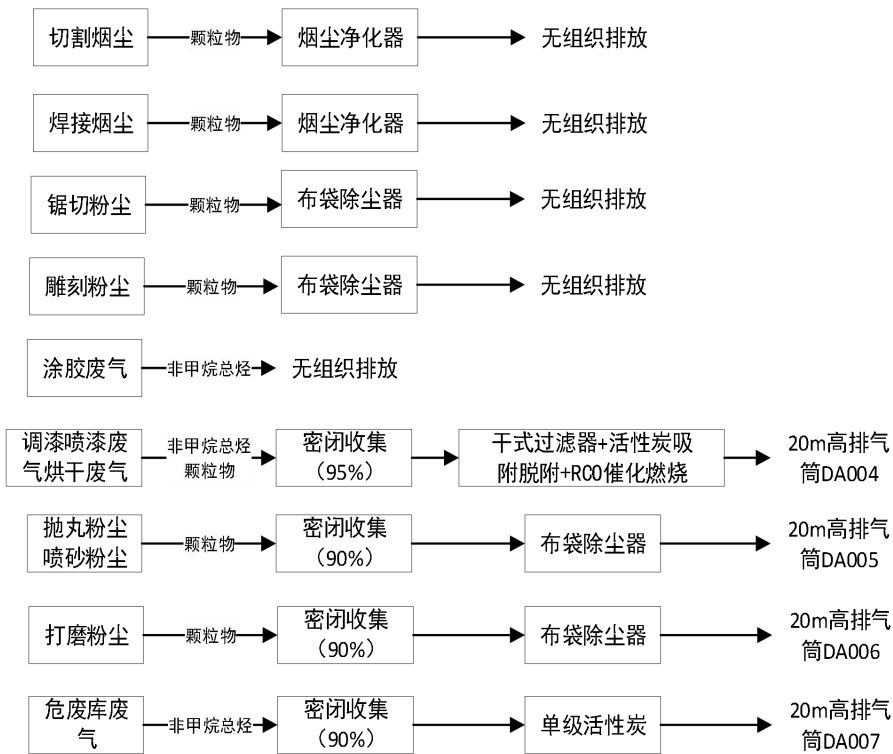 切割烟尘 颗粒物 烟尘净化器 无组织排放
焊接烟尘 颗粒物 烟尘净化器 无组织排放
锯切粉尘 颗粒物 布袋除尘器 无组织排放
雕刻粉尘 颗粒物 布袋除尘器 无组织排放
涂胶废气 非甲烷总烃 无组织排放
调漆喷漆废 非甲烷总烃 密闭收集 干式过滤器+活性炭吸 20m高排气
气烘干废气 颗粒物 （95%） 附脱附+RCO催化燃烧 筒DA004
抛丸粉尘 颗粒物 密闭收集 布袋除尘器 20m高排气
喷砂粉尘 （90%） 筒DA005
打磨粉尘 颗粒物 密闭收集 布袋除尘器 20m高排气
（90%） 筒DA006
危废库废 非甲烷总烃 密闭收集 单级活性炭 20m高排气
气 （90%） 筒DA007